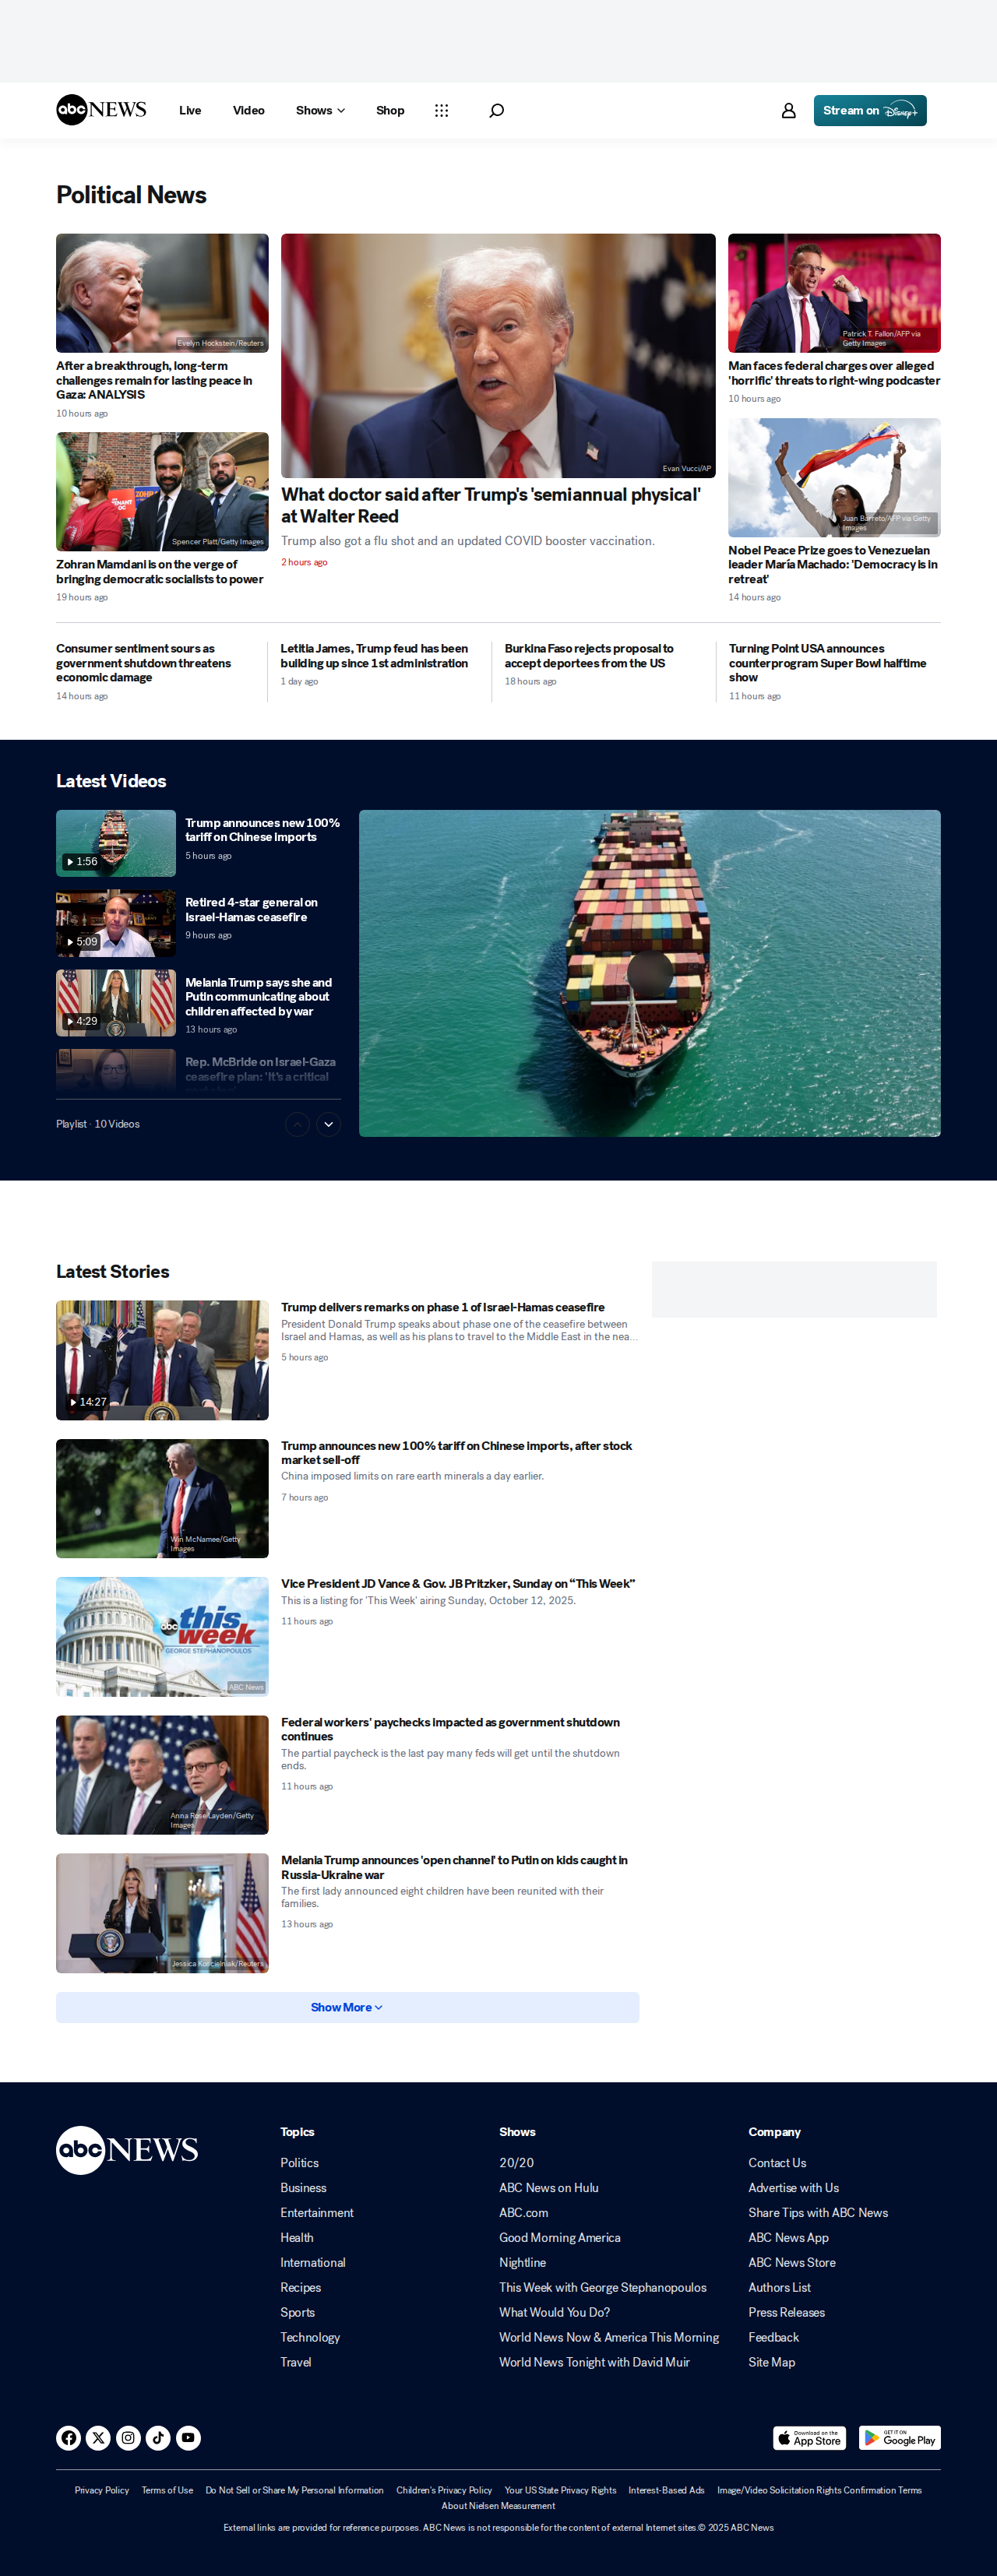 abc NEWS
Live
Video
Shows
Shop
Stream on Disney+
Political News
Evelyn Hockstein/Reuters
After a breakthrough, long-term
challenges remain for lasting peace in
Gaza: ANALYSIS
10 hours ago
Spencer Platt/Getty Images
Zohran Mamdani is on the verge of
bringing democratic socialists to power
19 hours ago
Evan Vucci/AP
What doctor said after Trump's 'semiannual physical'
at Walter Reed
Trump also got a flu shot and an updated COVID booster vaccination.
2 hours ago
Patrick T. Fallon/AFP via
Getty Images
Man faces federal charges over alleged
'horrific' threats to right-wing podcaster
10 hours ago
Juan Barreto/AFP via Getty
Images
Nobel Peace Prize goes to Venezuelan
leader María Machado: 'Democracy is in
retreat'
14 hours ago
Consumer sentiment sours as
government shutdown threatens
economic damage
14 hours ago
Letitia James, Trump feud has been
building up since 1st administration
1 day ago
Burkina Faso rejects proposal to
accept deportees from the US
18 hours ago
Turning Point USA announces
counterprogram Super Bowl halftime
show
11 hours ago
Latest Videos
1:56
Trump announces new 100%
tariff on Chinese imports
5 hours ago
5:09
Retired 4-star general on
Israel-Hamas ceasefire
9 hours ago
4:29
Melania Trump says she and
Putin communicating about
children affected by war
13 hours ago
Rep. McBride on Israel-Gaza
ceasefire plan: 'It's a critical
Playlist · 10 Videos
Latest Stories
14:27
Trump delivers remarks on phase 1 of Israel-Hamas ceasefire
President Donald Trump speaks about phase one of the ceasefire between
Israel and Hamas, as well as his plans to travel to the Middle East in the nea...
5 hours ago
Win McNamee/Getty
Images
Trump announces new 100% tariff on Chinese imports, after stock
market sell-off
China imposed limits on rare earth minerals a day earlier.
7 hours ago
abc this
week
GEORGE STEPHANOPOULOS
ABC News
Vice President JD Vance & Gov. JB Pritzker, Sunday on “This Week”
This is a listing for 'This Week' airing Sunday, October 12, 2025.
11 hours ago
Anna Rose Layden/Getty
Images
Federal workers' paychecks impacted as government shutdown
continues
The partial paycheck is the last pay many feds will get until the shutdown
ends.
11 hours ago
Jessica Koscielniak/Reuters
Melania Trump announces 'open channel' to Putin on kids caught in
Russia-Ukraine war
The first lady announced eight children have been reunited with their
families.
13 hours ago
Show More
abc NEWS
Topics
Politics
Business
Entertainment
Health
International
Recipes
Sports
Technology
Travel
Shows
20/20
ABC News on Hulu
ABC.com
Good Morning America
Nightline
This Week with George Stephanopoulos
What Would You Do?
World News Now & America This Morning
World News Tonight with David Muir
Company
Contact Us
Advertise with Us
Share Tips with ABC News
ABC News App
ABC News Store
Authors List
Press Releases
Feedback
Site Map
Download on the
App Store
GET IT ON
Google Play
Privacy Policy Terms of Use Do Not Sell or Share My Personal Information Children's Privacy Policy Your US State Privacy Rights Interest-Based Ads Image/Video Solicitation Rights Confirmation Terms
About Nielsen Measurement
External links are provided for reference purposes. ABC News is not responsible for the content of external Internet sites.© 2025 ABC News